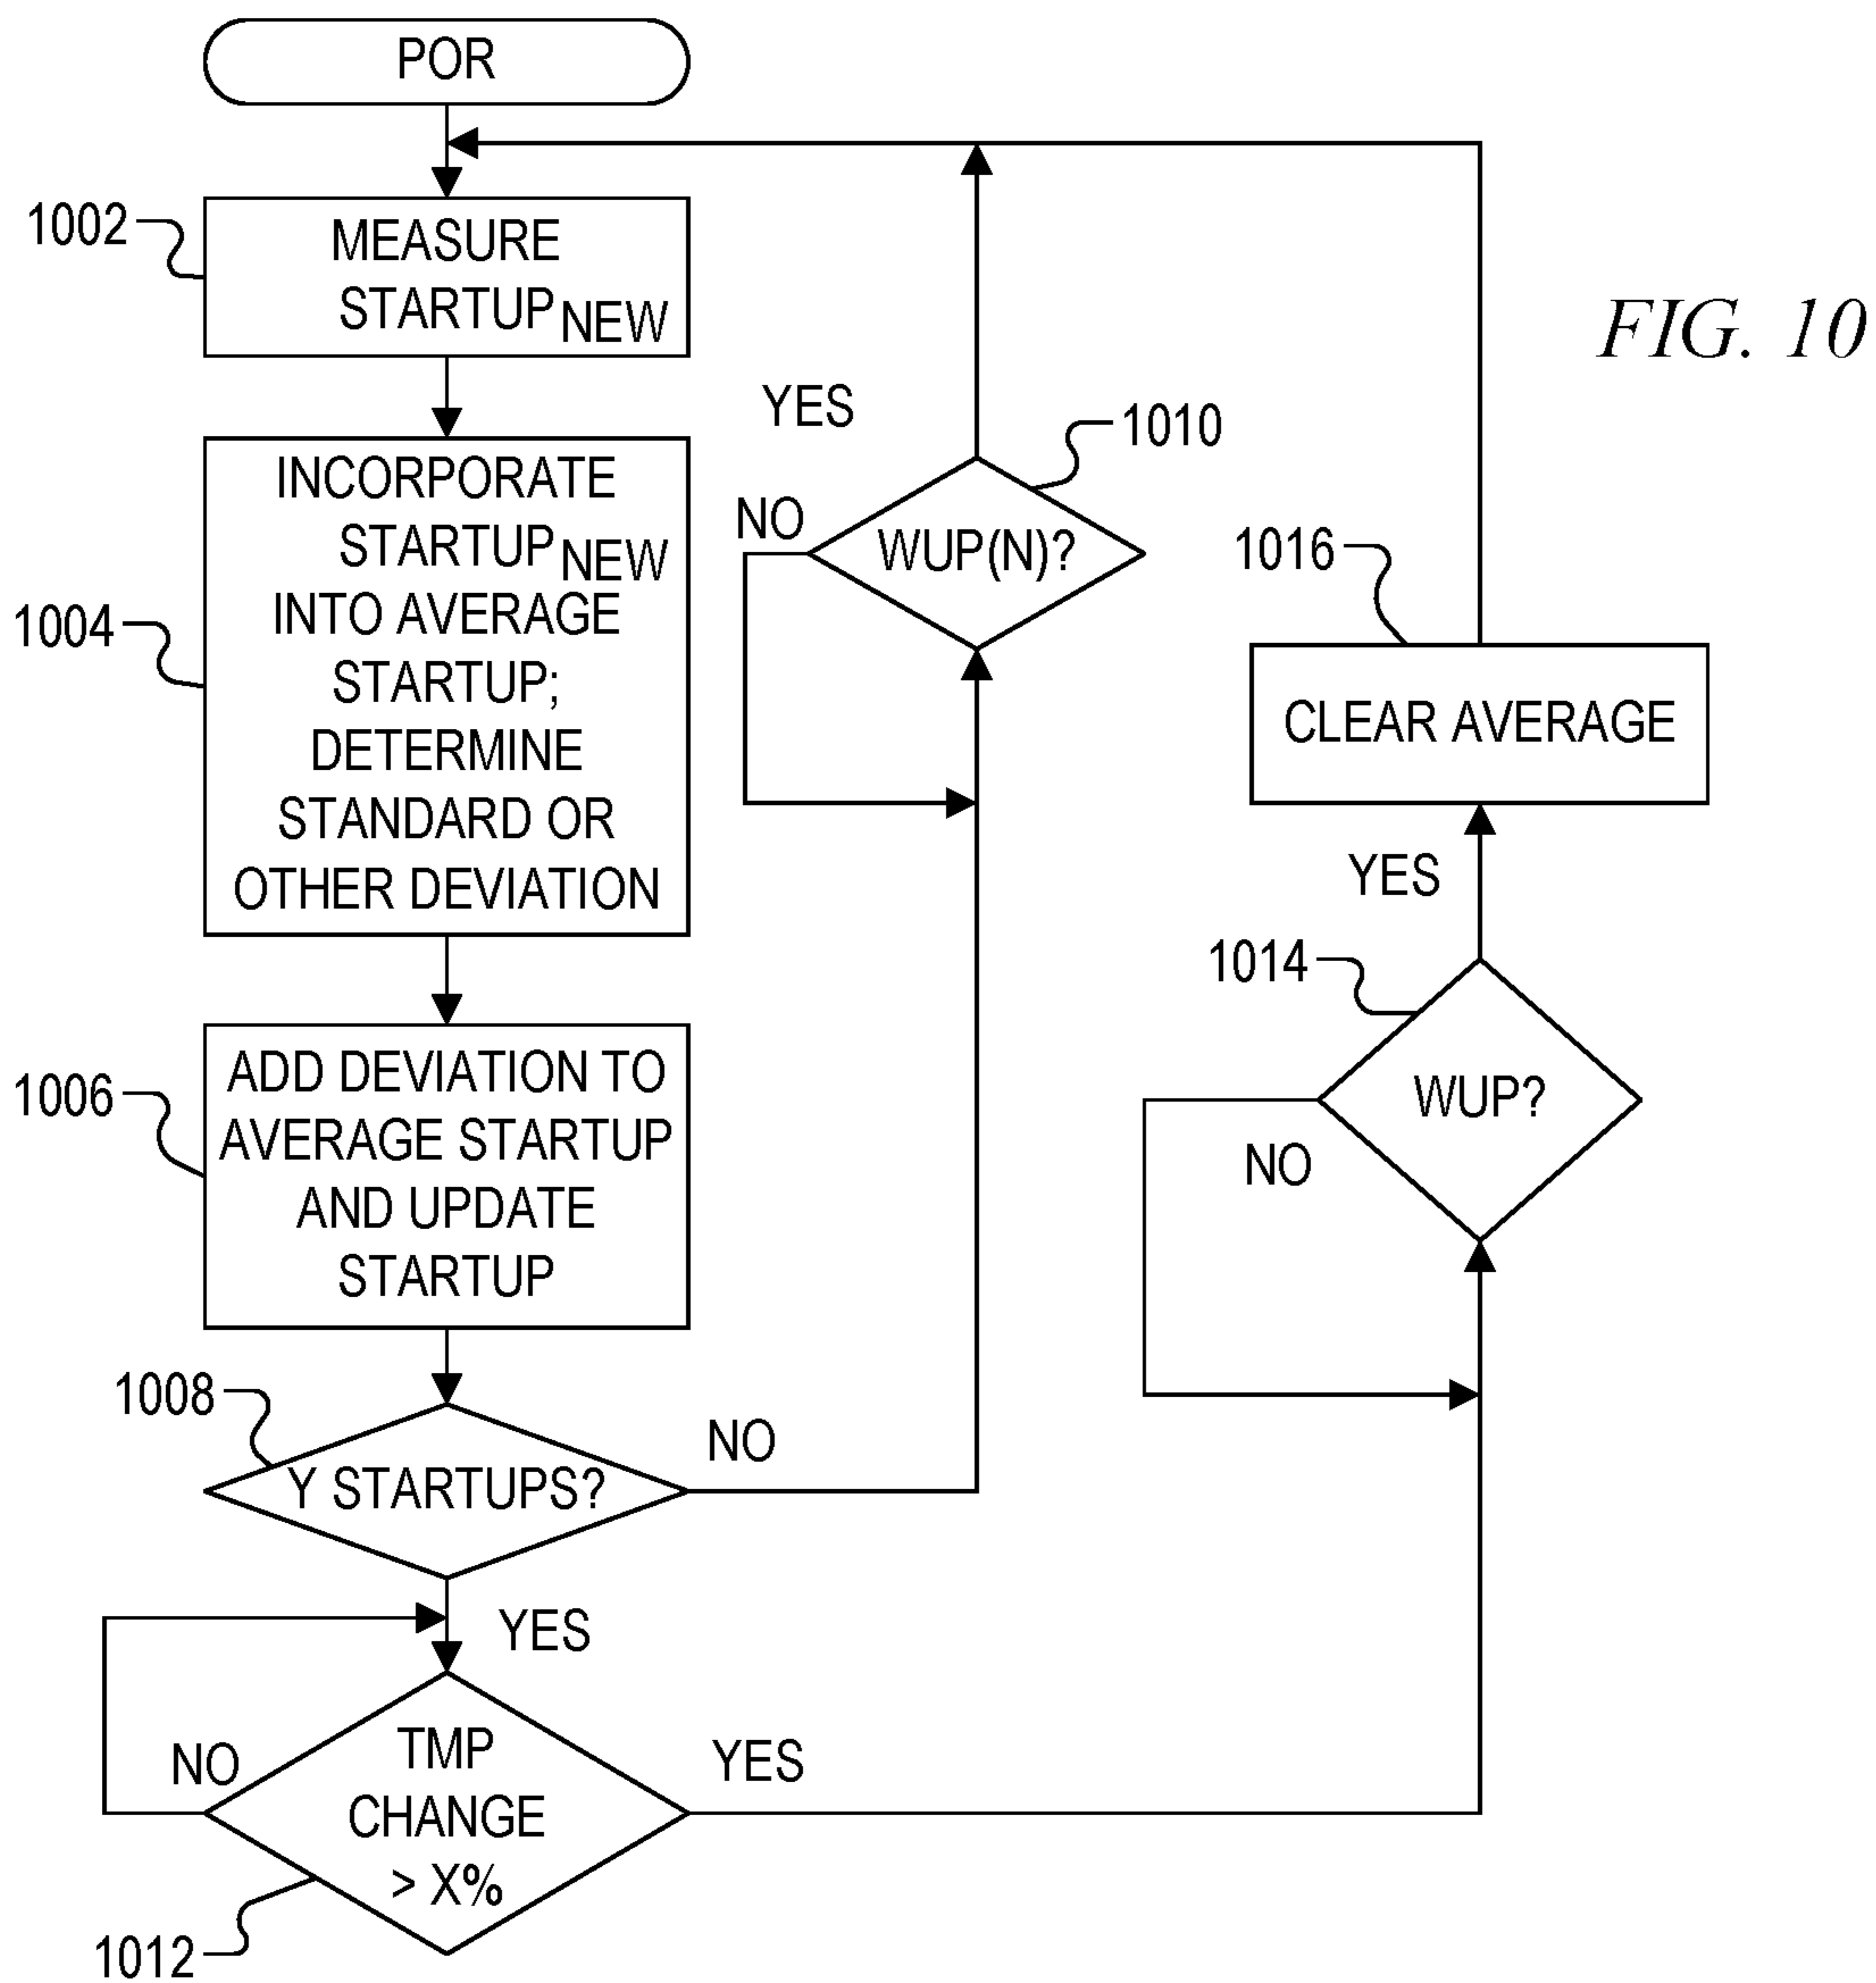 POR
1002
MEASURE
STARTUP NEW
FIG. 10
1004
INCORPORATE
STARTUP NEW
INTO AVERAGE
STARTUP;
DETERMINE
STANDARD OR
OTHER DEVIATION
YES
1010
NO
WUP(N)?
1016
CLEAR AVERAGE
YES
1014
WUP?
NO
1006
ADD DEVIATION TO
AVERAGE STARTUP
AND UPDATE
STARTUP
1008
Y STARTUPS?
NO
YES
NO
TMP
CHANGE
> X%
YES
1012